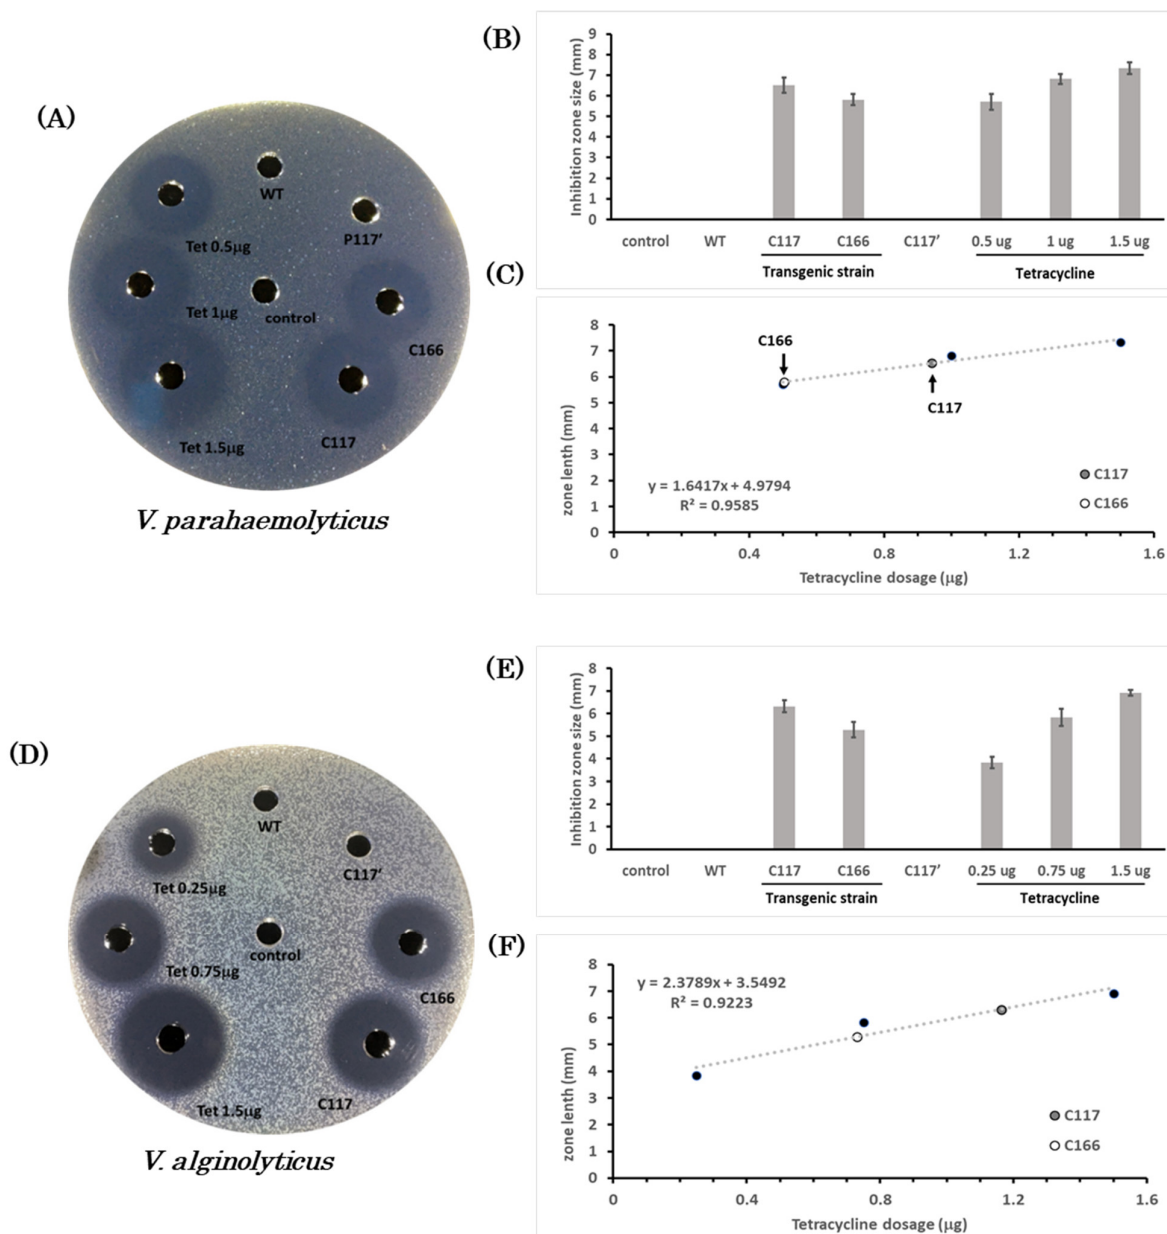 (A)
WT
Tet 0.5µg
P117′
Tet 1µg
control
C166
Tet 1.5µg
C117
V. parahaemolyticus
(B)
Inhibition zone size (mm)
9
8
7
6
5
4
3
2
1
0
control WT C117 C166 C117′ 0.5 ug 1 ug 1.5 ug
Transgenic strain Tetracycline
(C)
zone lenth (mm)
8
7
6
5
4
3
2
1
0
C166
C117
y = 1.6417x + 4.9794
R² = 0.9585
C117
C166
0 0.4 0.8 1.2 1.6
Tetracycline dosage (µg)
(D)
WT
C117′
Tet 0.25µg
control
Tet 0.75µg
C166
Tet 1.5µg
C117
V. alginolyticus
(E)
Inhibition zone size (mm)
8
7
6
5
4
3
2
1
0
control WT C117 C166 C117′ 0.25 ug 0.75 ug 1.5 ug
Transgenic strain Tetracycline
(F)
zone lenth (mm)
8
7
6
5
4
3
2
1
0
y = 2.3789x + 3.5492
R² = 0.9223
C117
C166
0 0.4 0.8 1.2 1.6
Tetracycline dosage (µg)